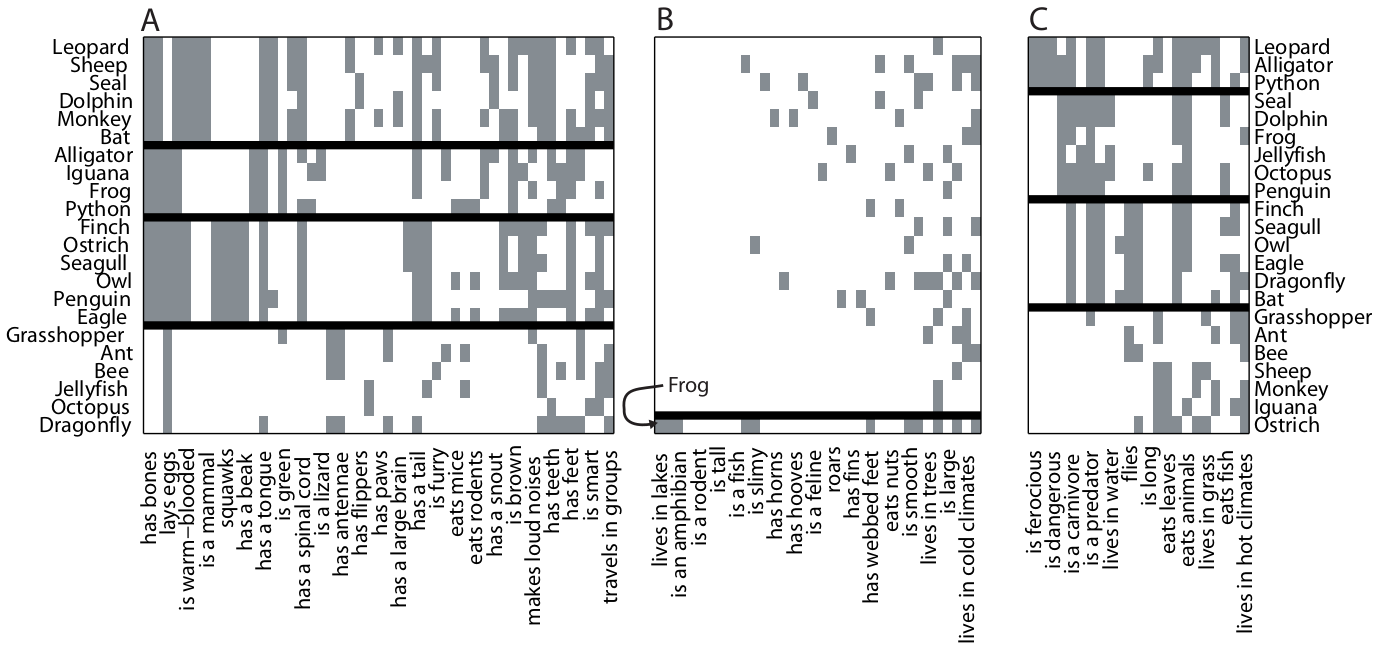 A
B
C
Leopard
Sheep
Seal
Dolphin
Monkey
Bat
Alligator
Iguana
Frog
Python
Finch
Ostrich
Seagull
Owl
Penguin
Eagle
Grasshopper
Ant
Bee
Jellyfish
Octopus
Dragonfly
Frog
Leopard
Alligator
Python
Seal
Dolphin
Frog
Jellyfish
Octopus
Penguin
Finch
Seagull
Owl
Eagle
Dragonfly
Bat
Grasshopper
Ant
Bee
Sheep
Monkey
Iguana
Ostrich
has bones
lays eggs
is warm−blooded
is a mammal
squawks
has a beak
has a tongue
is green
has a spinal cord
is a lizard
has antennae
has flippers
has paws
has a large brain
has a tail
is furry
eats mice
eats rodents
has a snout
is brown
makes loud noises
has teeth
has feet
is smart
travels in groups
lives in lakes
is an amphibian
is a rodent
is tall
is a fish
is slimy
has horns
has hooves
is a feline
roars
has fins
has webbed feet
eats nuts
is smooth
lives in trees
is large
lives in cold climates
is ferocious
is dangerous
is a carnivore
is a predator
lives in water
flies
is long
eats leaves
eats animals
lives in grass
eats fish
lives in hot climates